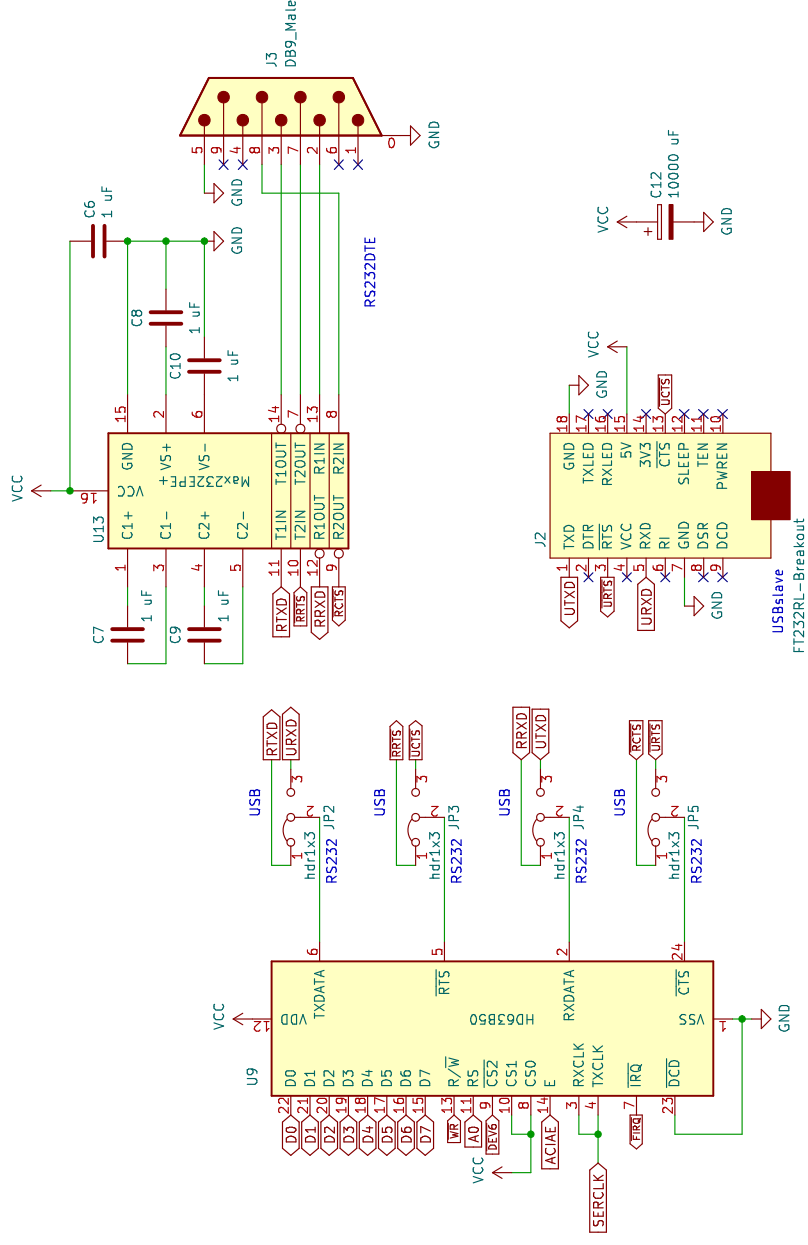 J3
DB9_Male
5
9
4
8
3
7
2
6
1
0
GND
GND
C6
1 uF
GND
C8
1 uF
C10
1 uF
RS232DTE
VCC
16
15
2
6
14
7
13
8
U13
Max232EPE+
VCC
GND
VS+
VS-
T1OUT
T2OUT
R1IN
R2IN
C1+
C1-
C2+
C2-
T1IN
T2IN
R1OUT
R2OUT
1
3
4
5
11
10
12
9
C7
1 uF
C9
1 uF
RTXD
RRTS
RRXD
RCTS
C12
10000 uF
VCC
+
GND
VCC
GND
UCTS
18
17
16
15
14
13
12
11
10
J2
GND
TXLED
RXLED
5V
3V3
CTS
SLEEP
TEN
PWREN
TXD
DTR
RTS
VCC
RXD
RI
GND
DSR
DCD
1
2
3
4
5
6
7
8
9
UTXD
URTS
URXD
GND
USBslave
FT232RL-Breakout
RTXD
URXD
USB
3
2
1
JP2
hdr1x3
RS232
RRTS
UCTS
USB
3
2
1
JP3
hdr1x3
RS232
RRXD
UTXD
USB
3
2
1
JP4
hdr1x3
RS232
RCTS
URTS
USB
3
2
1
JP5
hdr1x3
RS232
6
5
2
24
VCC
12
VDD
U9
HD63B50
TXDATA
RTS
RXDATA
CTS
VSS
1
GND
D0
D1
D2
D3
D4
D5
D6
D7
R/W
RS
CS2
CS1
CS0
E
RXCLK
TXCLK
IRQ
DCD
22
21
20
19
18
17
16
15
13
11
9
10
8
14
3
4
7
23
D0
D1
D2
D3
D4
D5
D6
D7
WR
A0
DEV6
VCC
ACIAE
SERCLK
FIRQ